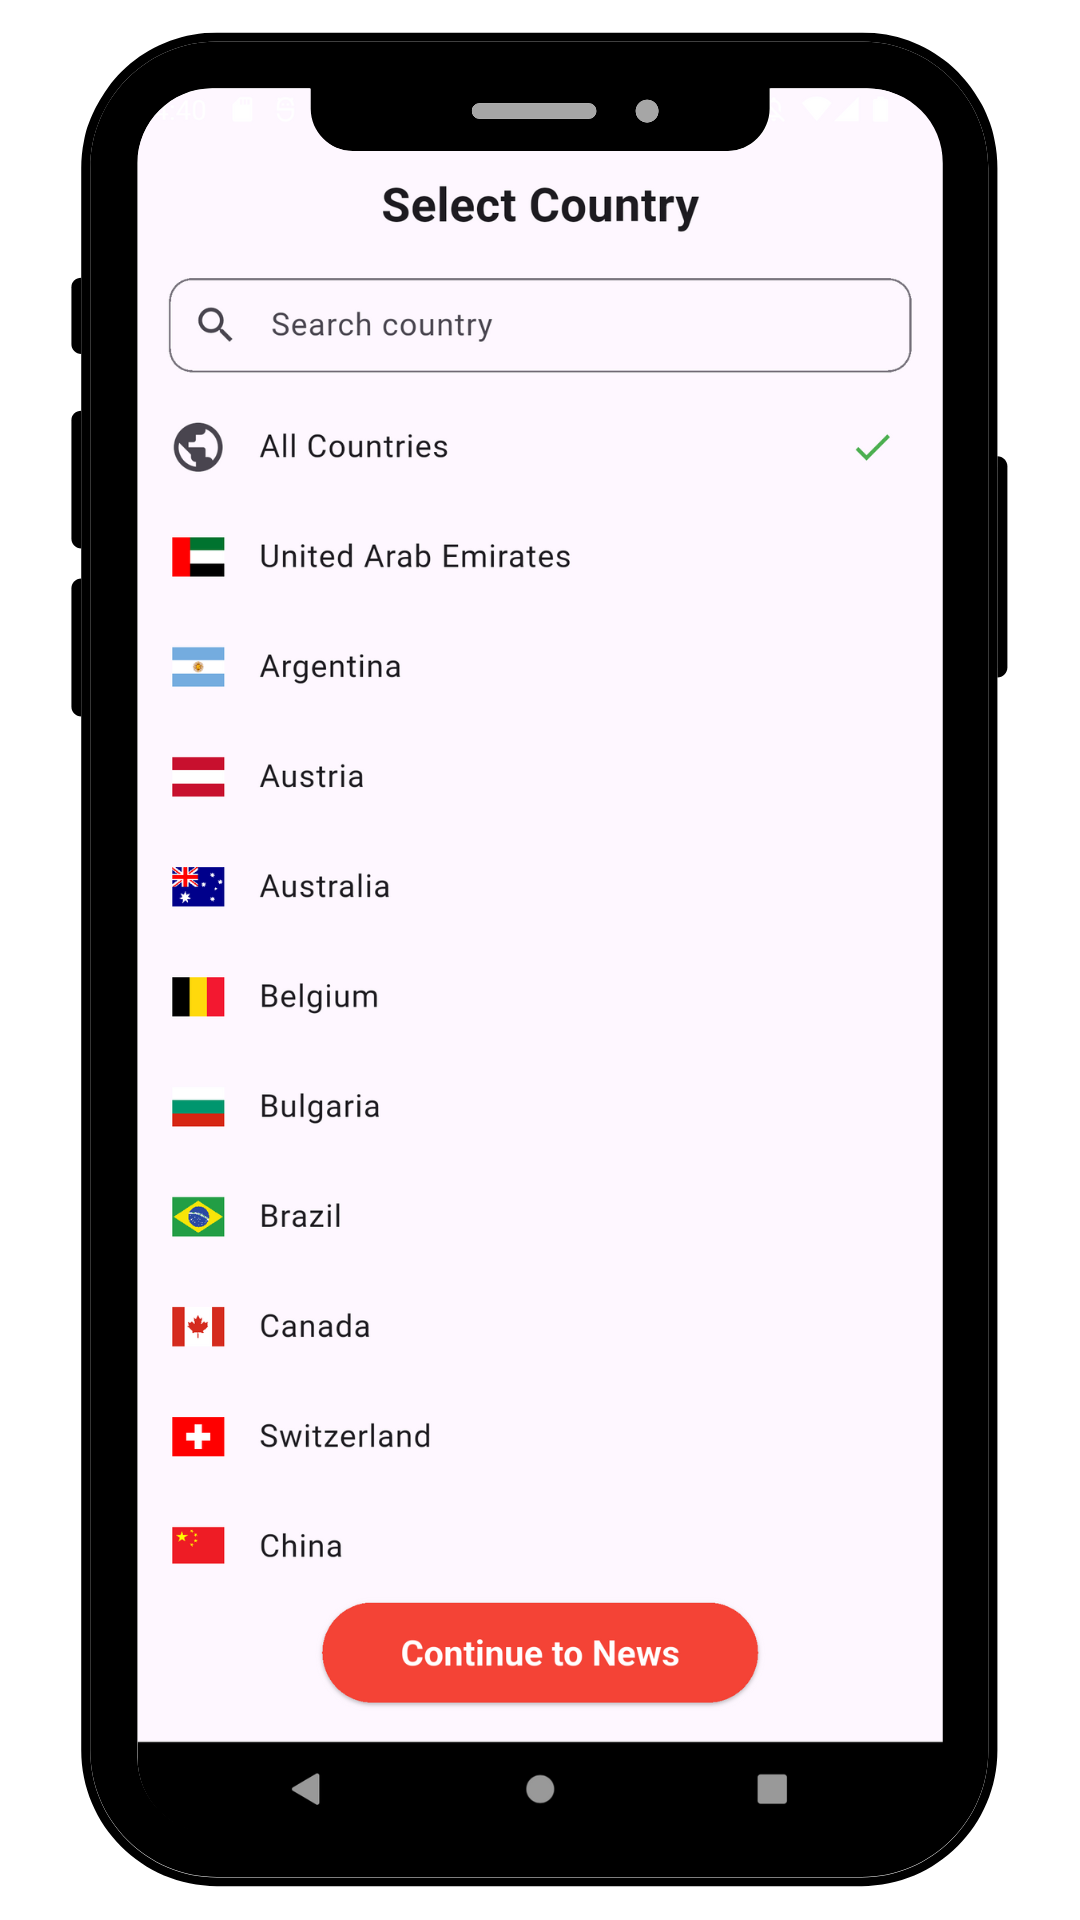 Select Country
Search country
All Countries
United Arab Emirates
Argentina
Austria
Australia
Belgium
Bulgaria
Brazil
Canada
Switzerland
China
Continue to News